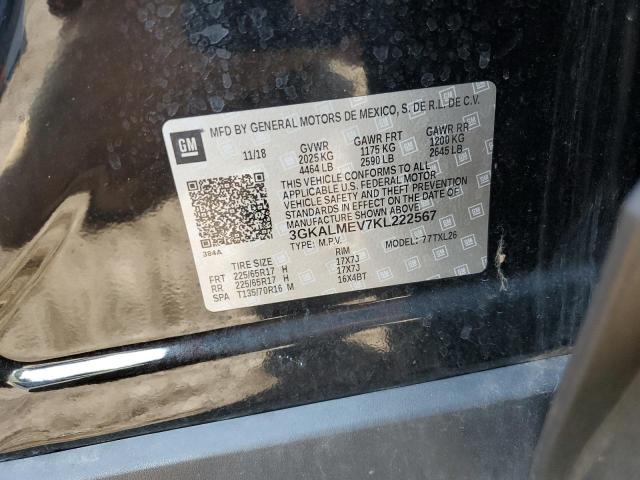 MFD BY GENERAL MOTORS DE MEXICO, S. DE R.L. DE C.V.
GM
11/18 GVWR GAWR FRT GAWR RR
2025 KG 1175 KG 1200 KG
4464 LB 2590 LB 2645 LB
THIS VEHICLE CONFORMS TO ALL
APPLICABLE U.S. FEDERAL MOTOR
VEHICLE SAFETY AND THEFT PREVENTION
STANDARDS IN EFFECT ON THE DATE OF
MANUFACTURE SHOWN ABOVE.
3GKALMEV7KL222567
384A TYPE: M.P.V. MODEL: 77TXL26
TIRE SIZE RIM
FRT 225/65R17 H 17X7J
RR 225/65R17 H 17X7J
SPA T135/70R16 M 16X4BT